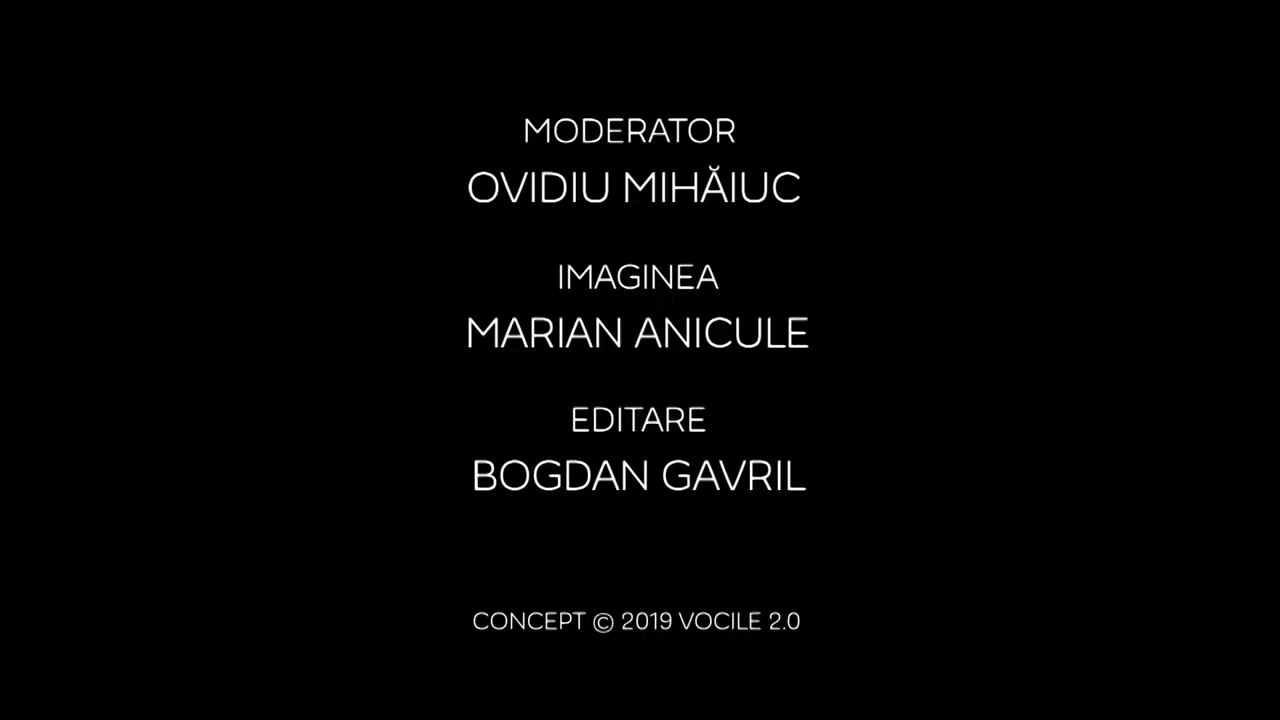 MODERATOR
OVIDIU MIHĂIUC
IMAGINEA
MARIAN ANICULE
EDITARE
BOGDAN GAVRIL
CONCEPT © 2019 VOCILE 2.0